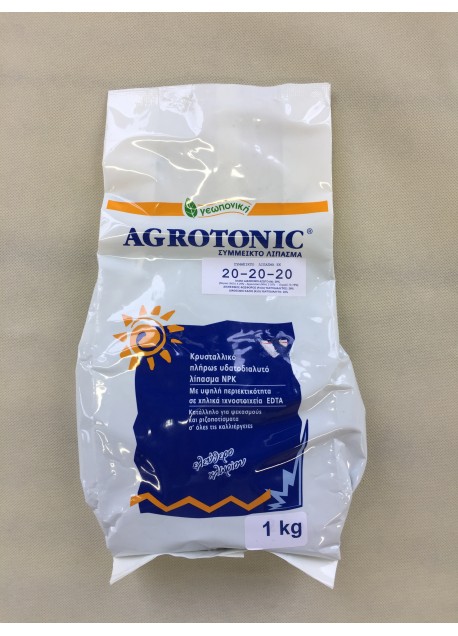 γεωπονική
AGROTONIC®
ΣΥΜΜΕΙΚΤΟ ΛΙΠΑΣΜΑ
20-20-20
Κρυσταλλικό
πλήρως υδατοδιαλυτό
λίπασμα NPK
Με υψηλή περιεκτικότητα
σε χηλικά ιχνοστοιχεία EDTA
Κατάλληλο για ψεκασμούς
και ριζοποτίσματα
σ' όλες τις καλλιέργειες
ελεύθερο
χλωρίου
1 kg